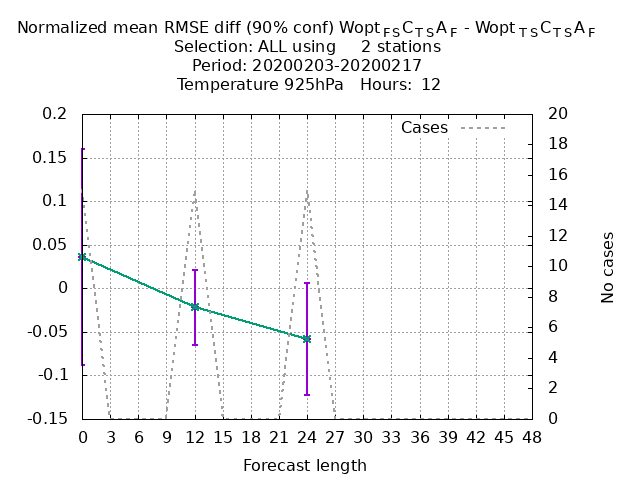 Normalized mean RMSE diff (90% conf) Wopt FS C TS A F - Wopt TS C TS A F
Selection: ALL using 2 stations
Period: 20200203-20200217
Temperature 925hPa Hours: 12
Cases
0.2
0.15
0.1
0.05
0
-0.05
-0.1
-0.15
20
18
16
14
12
10
8
6
4
2
0
No cases
0 3 6 9 12 15 18 21 24 27 30 33 36 39 42 45 48
Forecast length